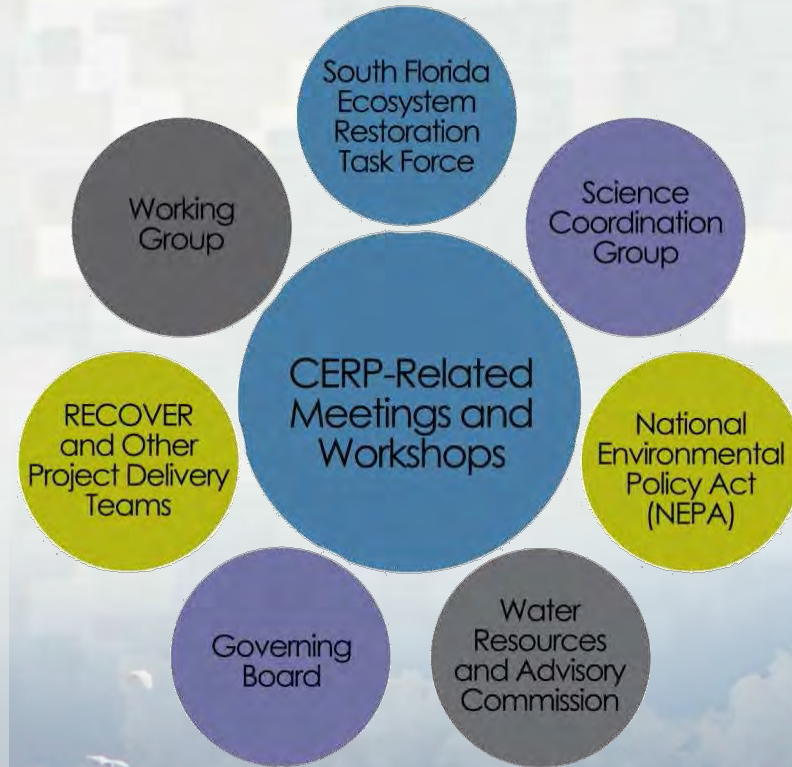 South Florida
Ecosystem
Restoration
Task Force
Working
Group
Science
Coordination
Group
CERP-Related
Meetings and
Workshops
RECOVER
and Other
Project Delivery
Teams
National
Environmental
Policy Act
(NEPA)
Governing
Board
Water
Resources
and Advisory
Commission